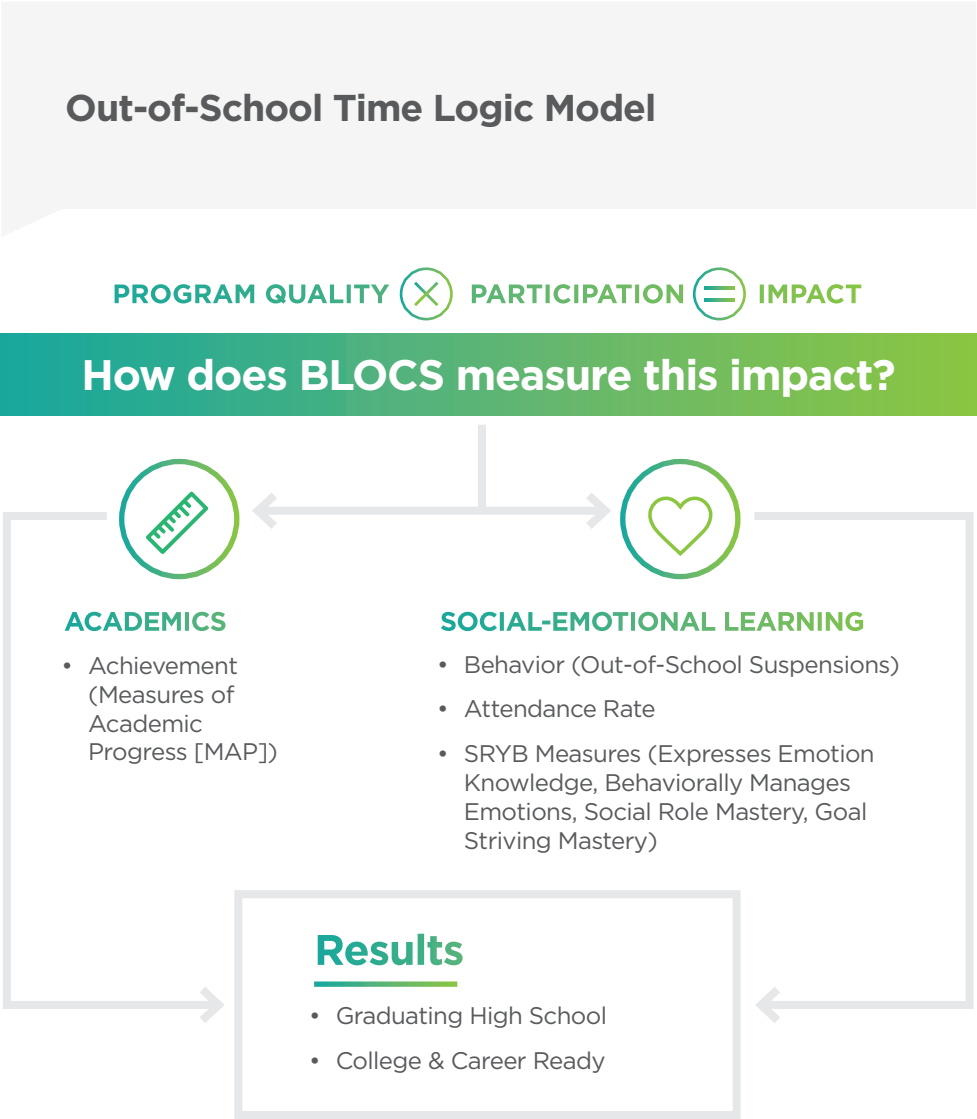 Out-of-School Time Logic Model
PROGRAM QUALITY × PARTICIPATION = IMPACT
How does BLOCS measure this impact?
ACADEMICS
• Achievement
(Measures of
Academic
Progress [MAP])
SOCIAL-EMOTIONAL LEARNING
• Behavior (Out-of-School Suspensions)
• Attendance Rate
• SRYB Measures (Expresses Emotion
Knowledge, Behaviorally Manages
Emotions, Social Role Mastery, Goal
Striving Mastery)
Results
• Graduating High School
• College & Career Ready